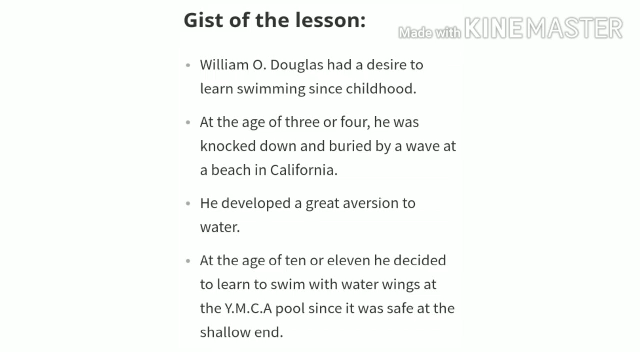 Gist of the lesson:
Made with KINEMASTER
• William O. Douglas had a desire to
learn swimming since childhood.
• At the age of three or four, he was
knocked down and buried by a wave at
a beach in California.
• He developed a great aversion to
water.
• At the age of ten or eleven he decided
to learn to swim with water wings at
the Y.M.C.A pool since it was safe at the
shallow end.